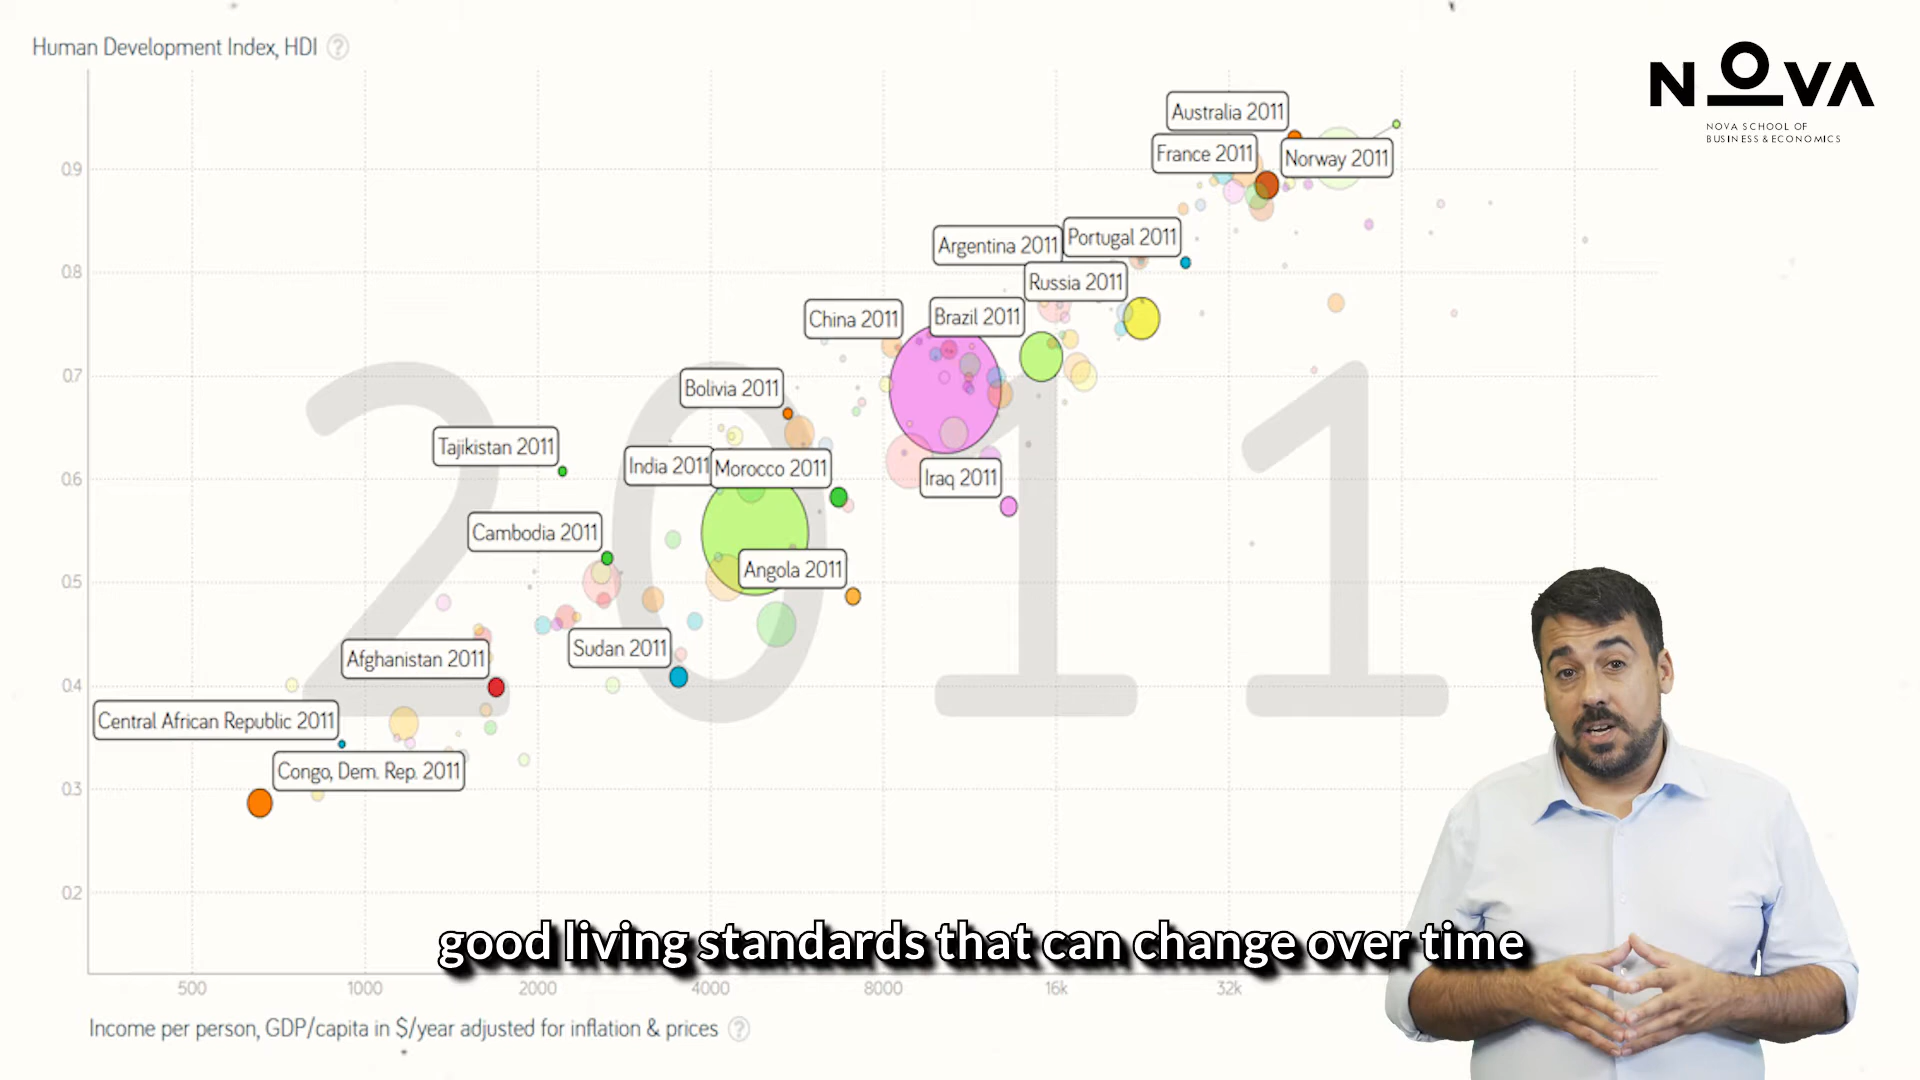 Human Development Index, HDI ?
NOVA
NOVA SCHOOL OF
BUSINESS & ECONOMICS
Australia 2011
France 2011
Norway 2011
0.9
Argentina 2011
Portugal 2011
0.8
Russia 2011
China 2011
Brazil 2011
0.7
Bolivia 2011
2011
Tajikistan 2011
India 2011
Morocco 2011
0.6
Iraq 2011
Cambodia 2011
Angola 2011
0.5
Sudan 2011
Afghanistan 2011
0.4
Central African Republic 2011
Congo, Dem. Rep. 2011
0.3
0.2
good living standards that can change over time
500 1000 2000 4000 8000 16k 32k
Income per person, GDP/capita in $/year adjusted for inflation & prices ?